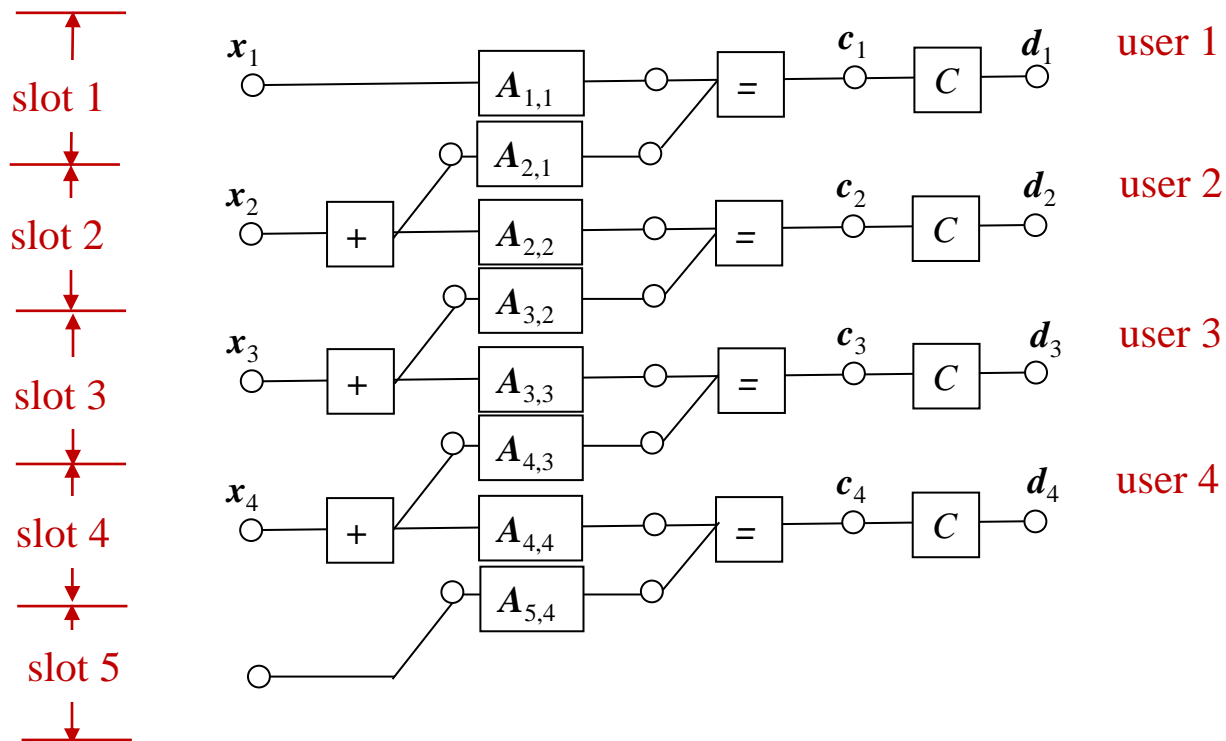 x₁ c₁ d₁ user 1
slot 1 A₁,₁ = C
A₂,₁
x₂ c₂ d₂ user 2
slot 2 + A₂,₂ = C
A₃,₂
x₃ c₃ d₃ user 3
slot 3 + A₃,₃ = C
A₄,₃
x₄ c₄ d₄ user 4
slot 4 + A₄,₄ = C
A₅,₄
slot 5